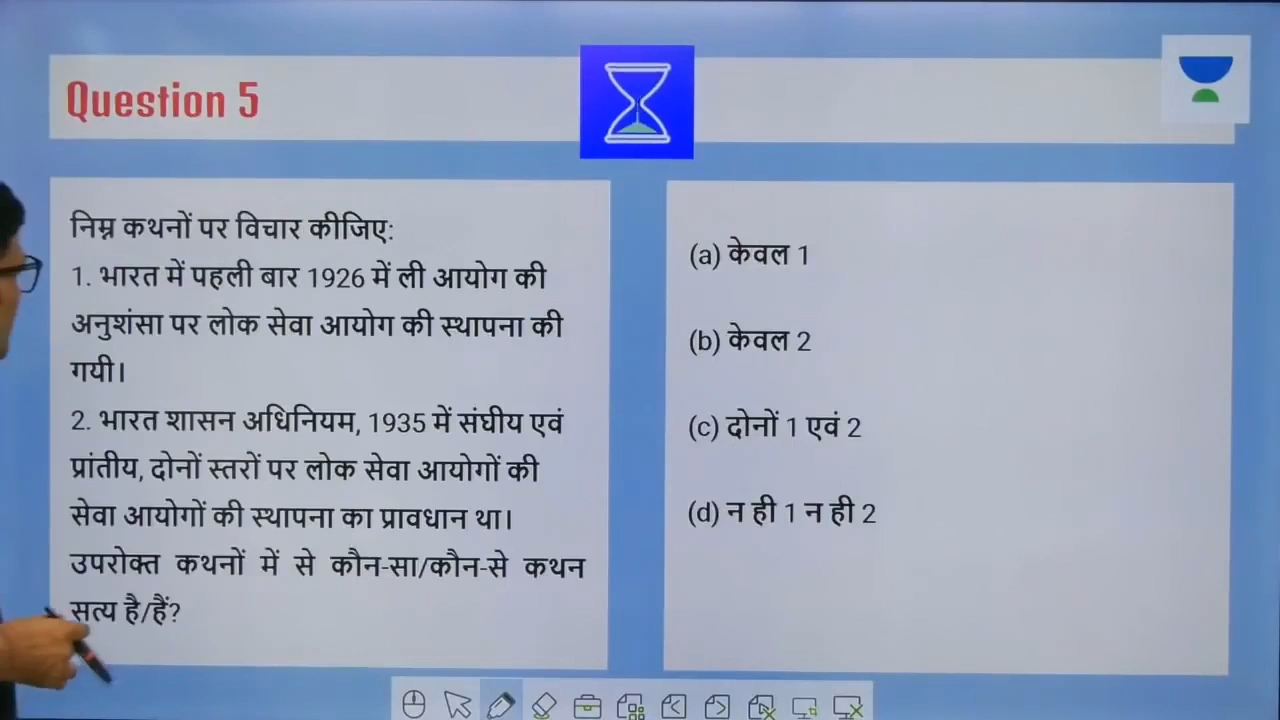 Question 5
निम्न कथनों पर विचार कीजिए:
1. भारत में पहली बार 1926 में ली आयोग की
अनुशंसा पर लोक सेवा आयोग की स्थापना की
गयी।
2. भारत शासन अधिनियम, 1935 में संघीय एवं
प्रांतीय, दोनों स्तरों पर लोक सेवा आयोगों की
सेवा आयोगों की स्थापना का प्रावधान था।
उपरोक्त कथनों में से कौन-सा/कौन-से कथन
सत्य है/हैं?
(a) केवल 1
(b) केवल 2
(c) दोनों 1 एवं 2
(d) न ही 1 न ही 2